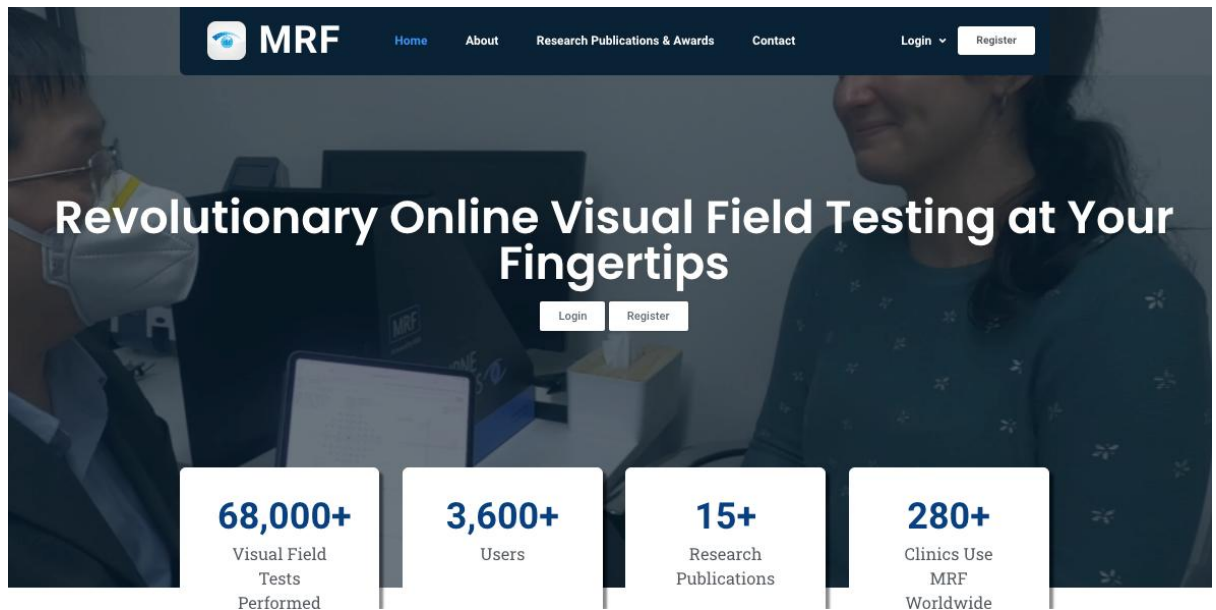 MRF
Home
About
Research Publications & Awards
Contact
Login
Register
Revolutionary Online Visual Field Testing at Your
Fingertips
Login
Register
MRF
68,000+
Visual Field
Tests
Performed
3,600+
Users
15+
Research
Publications
280+
Clinics Use
MRF
Worldwide